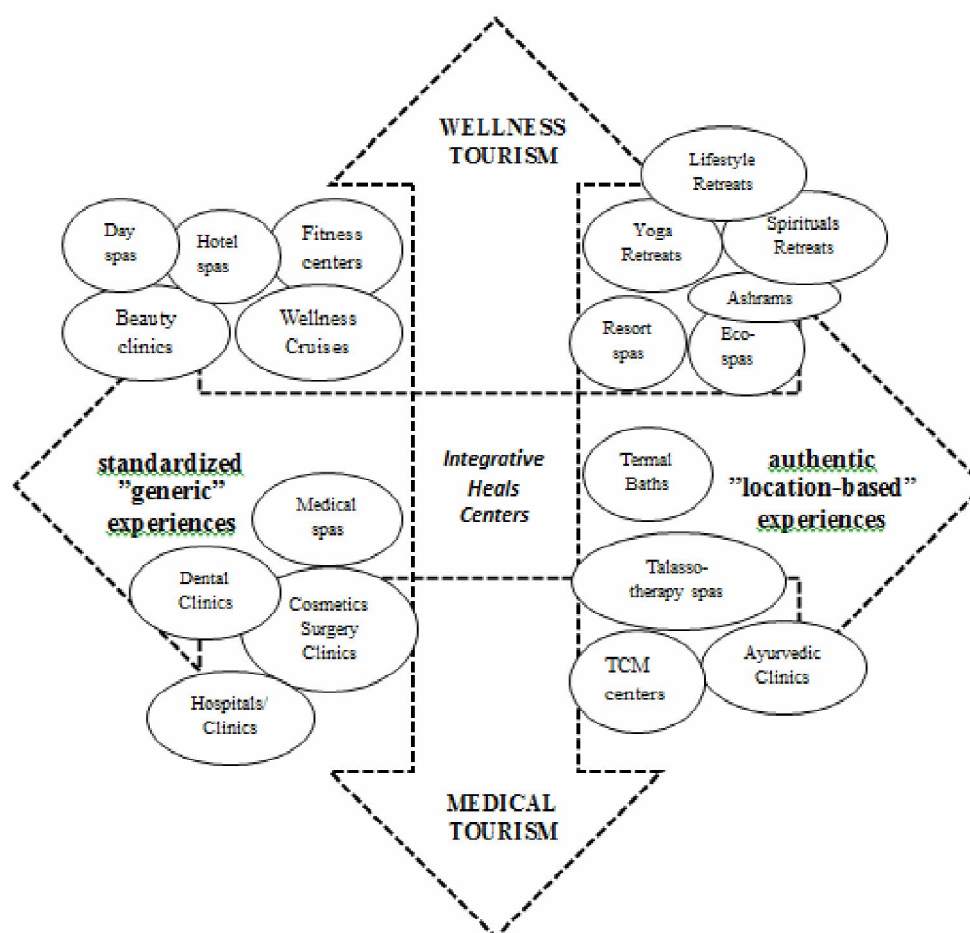 WELLNESS
TOURISM
Lifestyle
Retreats
Day
spas
Hotel
spas
Fitness
centers
Yoga
Retreats
Spirituals
Retreats
Beauty
clinics
Wellness
Cruises
Resort
spas
Eco-
spas
Ashrams
standardized
"generic"
experiences
Medical
spas
Integrative
Heals
Centers
Termal
Baths
authentic
"location-based"
experiences
Dental
Clinics
Cosmetics
Surgery
Clinics
Talasso-
therapy spas
Hospitals/
Clinics
TCM
centers
Ayurvedic
Clinics
MEDICAL
TOURISM